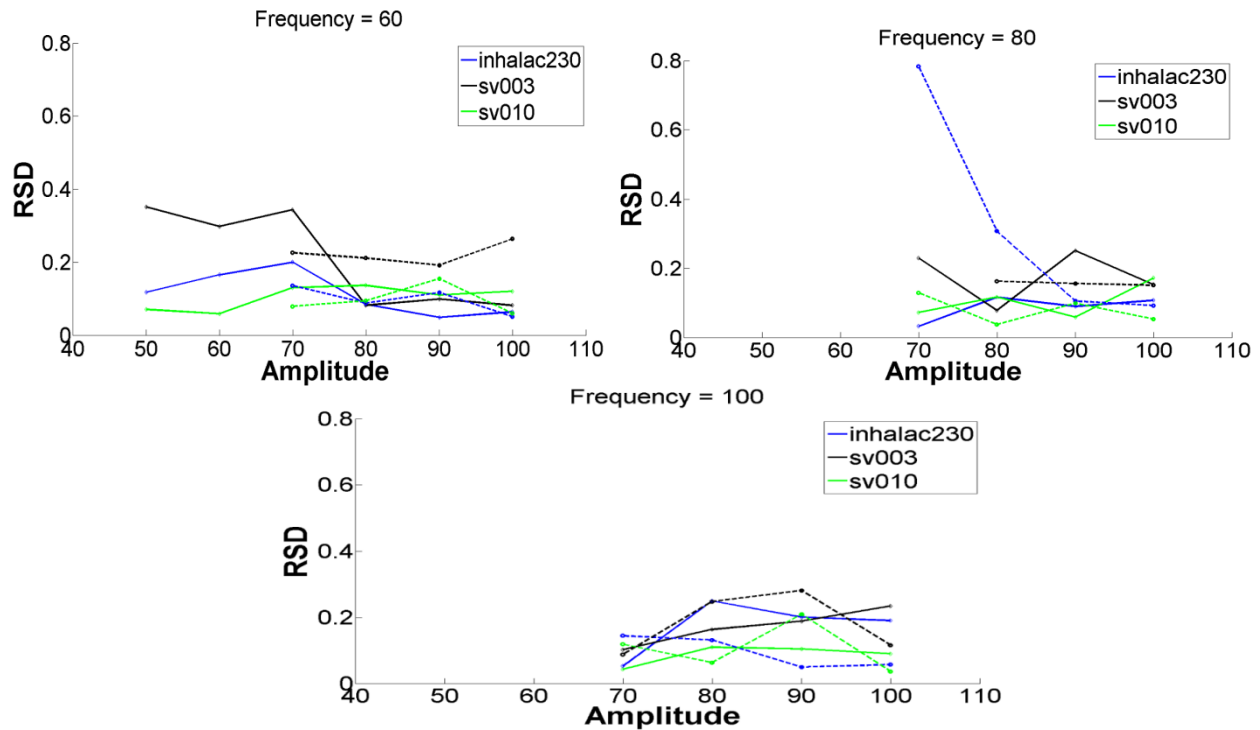 Frequency = 60
0.8
0.6
0.4
0.2
0
RSD
inhalac230
sv003
sv010
40 50 60 70 80 90 100 110
Amplitude
Frequency = 80
0.8
0.6
0.4
0.2
0
RSD
inhalac230
sv003
sv010
40 50 60 70 80 90 100 110
Amplitude
Frequency = 100
0.8
0.6
0.4
0.2
0
RSD
inhalac230
sv003
sv010
40 50 60 70 80 90 100 110
Amplitude